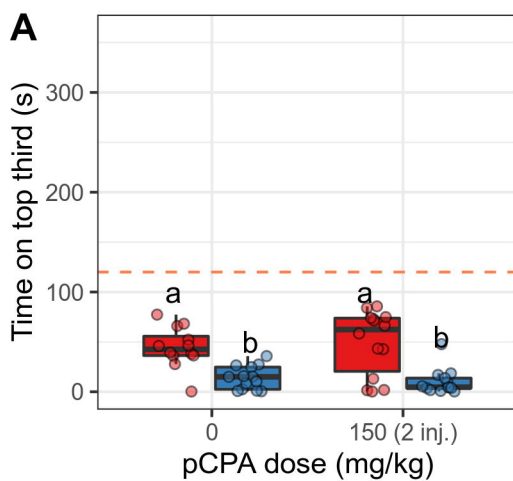 A
Time on top third (s)
300
200
100
0
a
b
a
b
0
150 (2 inj.)
pCPA dose (mg/kg)